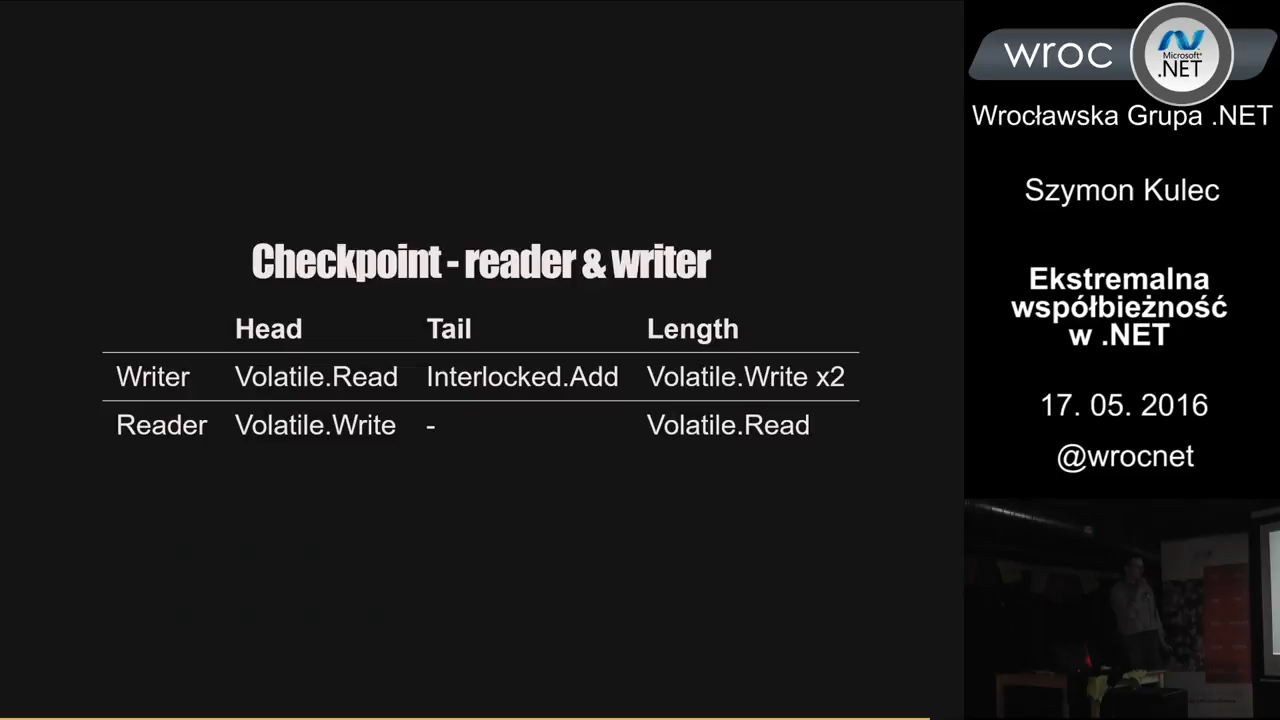 Checkpoint - reader & writer
Head Tail Length
Writer Volatile.Read Interlocked.Add Volatile.Write x2
Reader Volatile.Write - Volatile.Read
wroc
Microsoft®
.NET
Wrocławska Grupa .NET
Szymon Kulec
Ekstremalna
współbieżność
w .NET
17. 05. 2016
@wrocnet